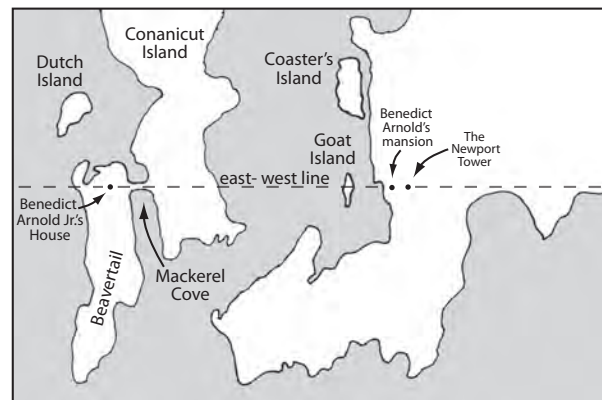 Conanicut
Island
Dutch
Island
Coaster's
Island
Benedict
Arnold's
mansion
The
Newport
Tower
Goat
Island
east- west line
Benedict
Arnold Jr.'s
House
Mackerel
Cove
Beavertail